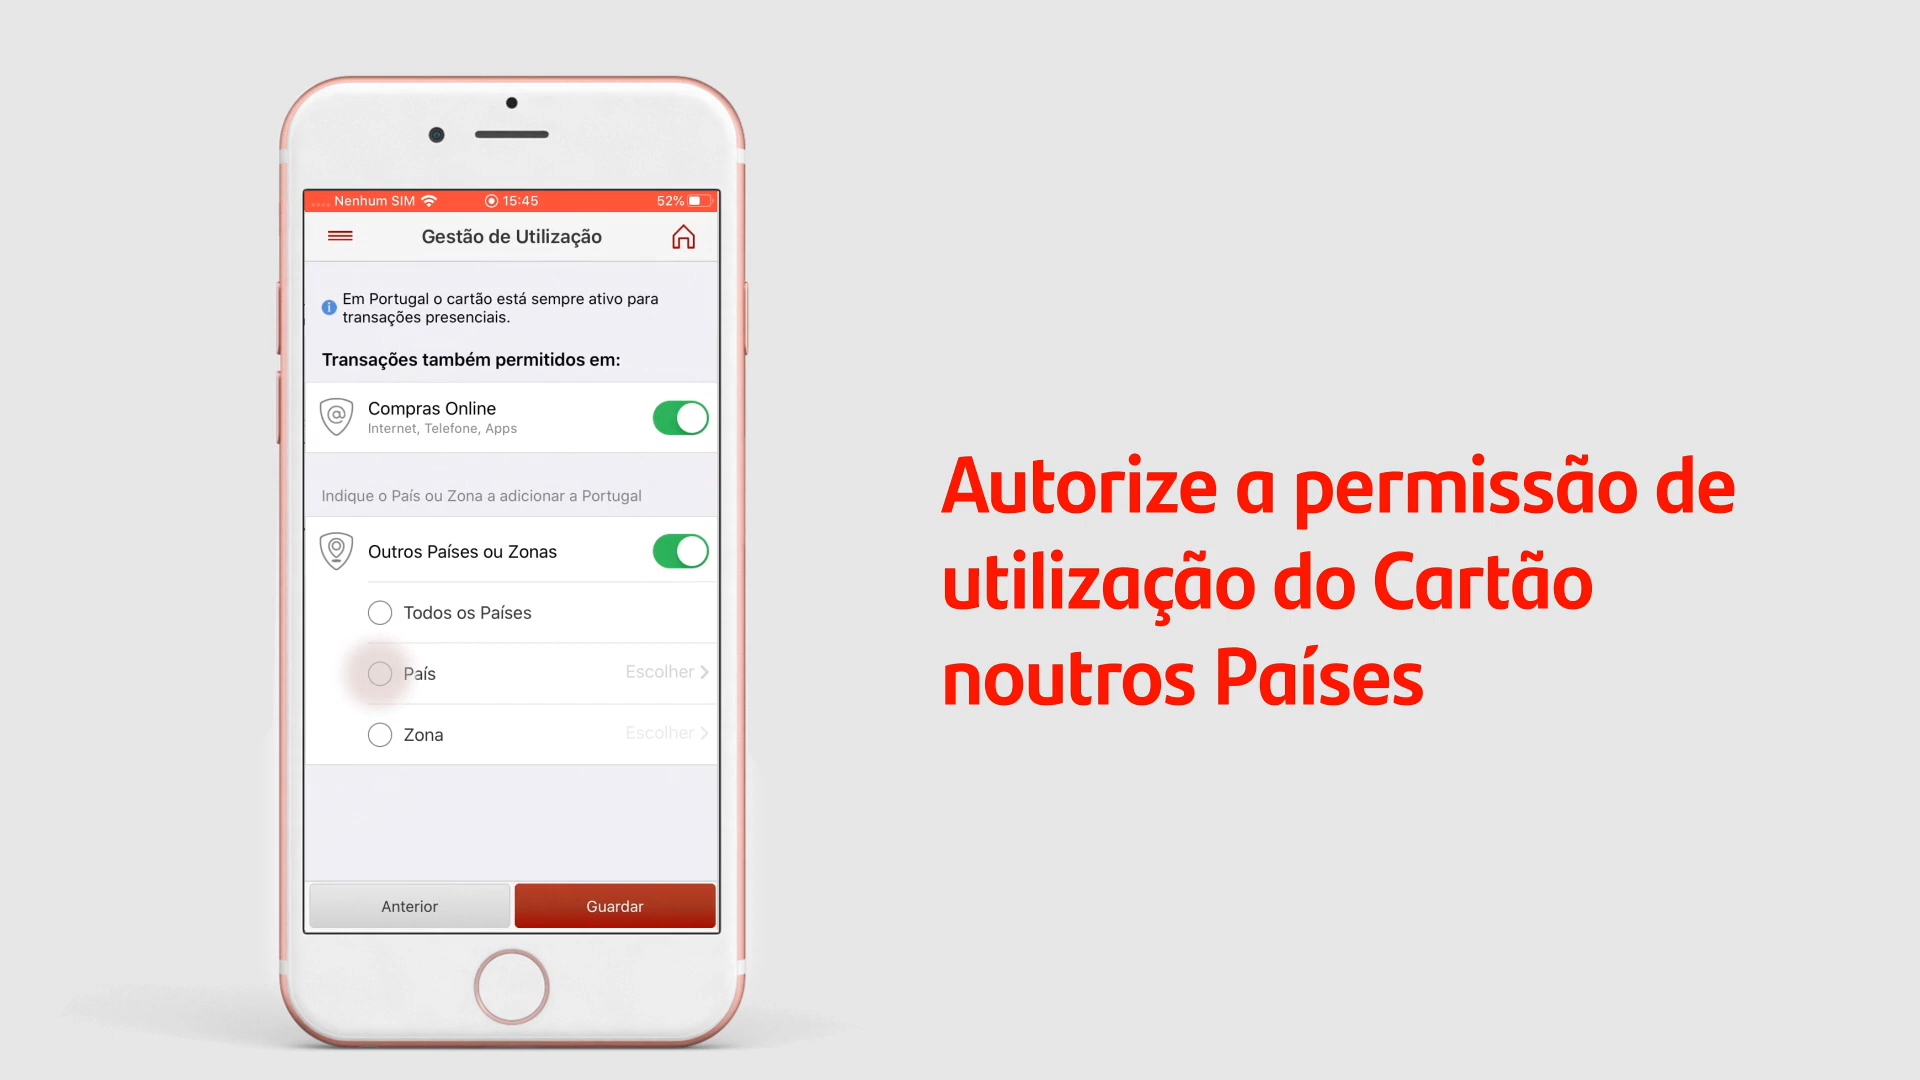 Nenhum SIM 15:45 52%
Gestão de Utilização
Em Portugal o cartão está sempre ativo para
transações presenciais.
Transações também permitidos em:
Compras Online
Internet, Telefone, Apps
Indique o País ou Zona a adicionar a Portugal
Outros Países ou Zonas
Todos os Países
País Escolher
Zona Escolher
Anterior Guardar
Autorize a permissão de
utilização do Cartão
noutros Países